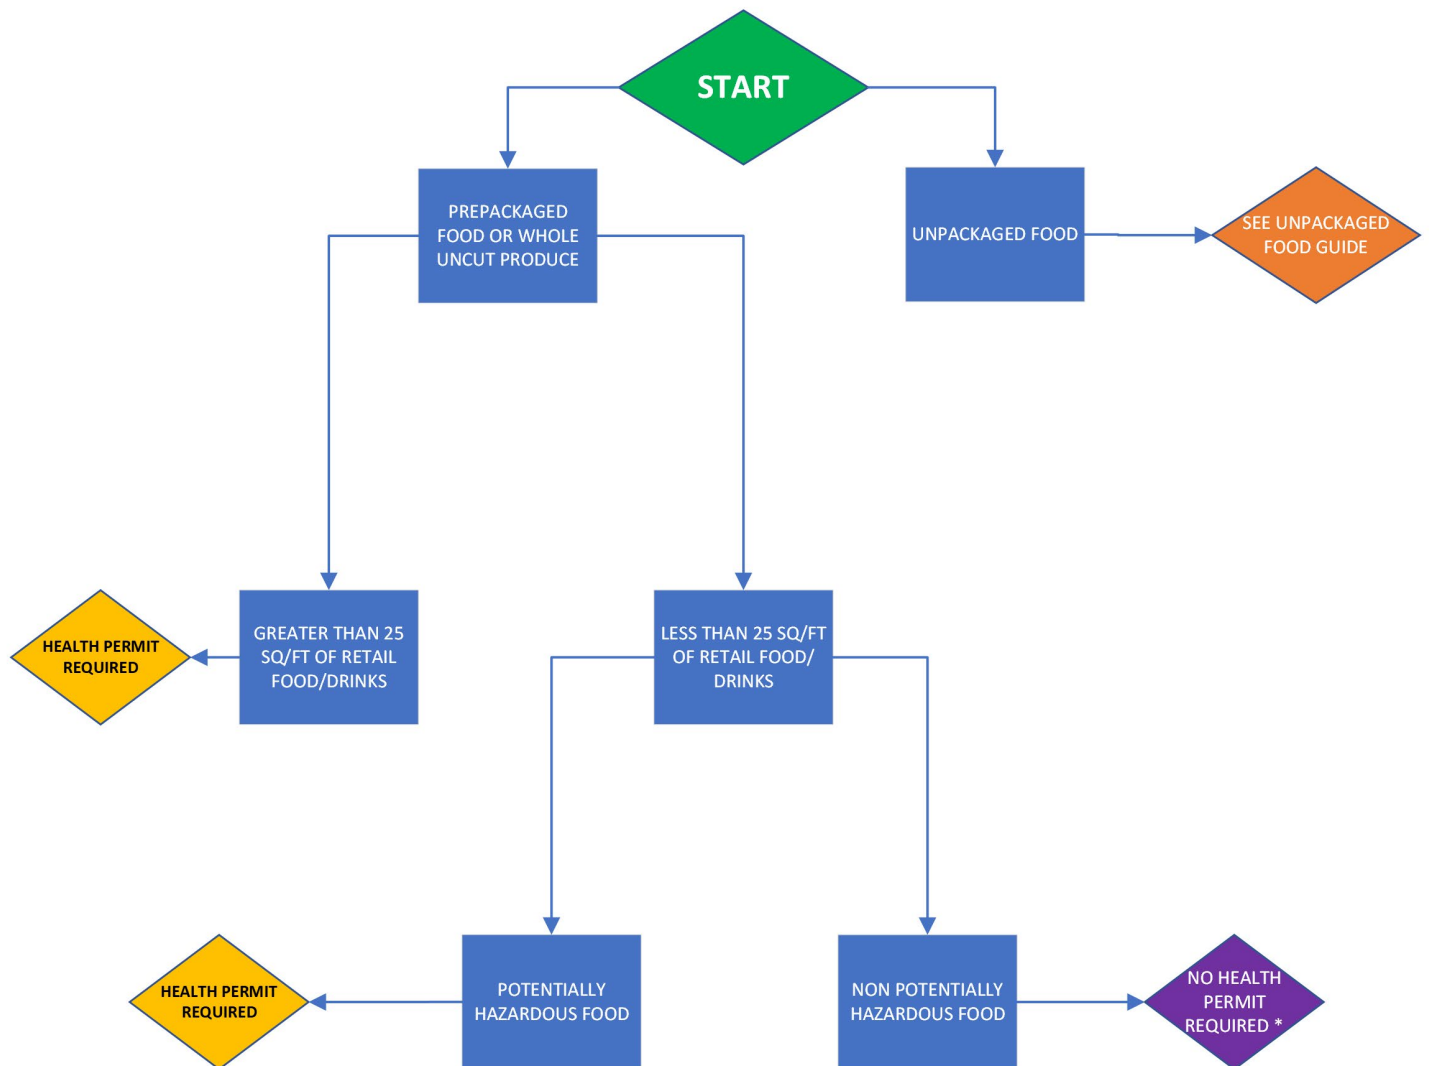 START
PREPACKAGED
FOOD OR WHOLE
UNCUT PRODUCE
UNPACKAGED FOOD
SEE UNPACKAGED
FOOD GUIDE
HEALTH PERMIT
REQUIRED
GREATER THAN 25
SQ/FT OF RETAIL
FOOD/DRINKS
LESS THAN 25 SQ/FT
OF RETAIL FOOD/
DRINKS
HEALTH PERMIT
REQUIRED
POTENTIALLY
HAZARDOUS FOOD
NON POTENTIALLY
HAZARDOUS FOOD
NO HEALTH
PERMIT
REQUIRED *